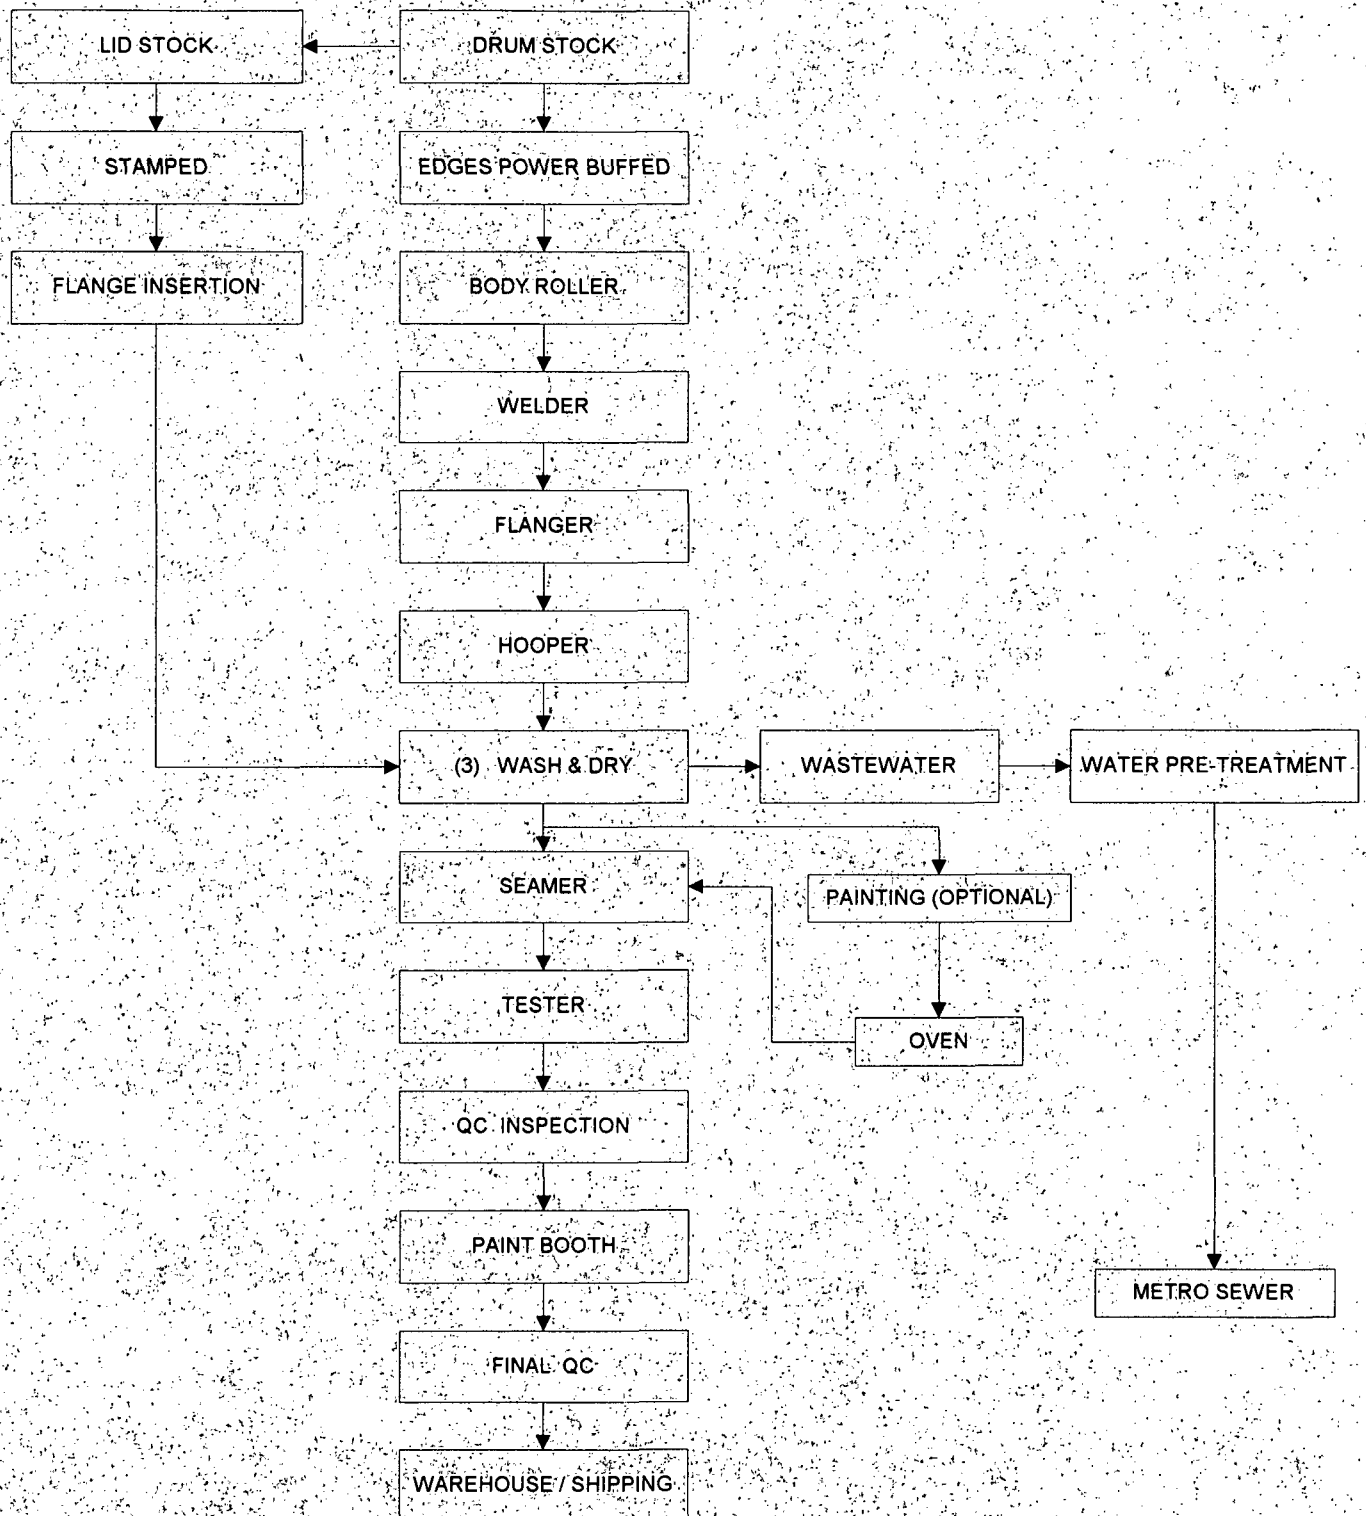 LID STOCK
DRUM STOCK
STAMPED
EDGES POWER BUFFED
FLANGE INSERTION
BODY ROLLER
WELDER
FLANGER
HOOPER
(3) WASH & DRY
WASTEWATER
WATER PRE-TREATMENT
SEAMER
PAINTING (OPTIONAL)
TESTER
OVEN
QC INSPECTION
PAINT BOOTH
METRO SEWER
FINAL QC
WAREHOUSE / SHIPPING